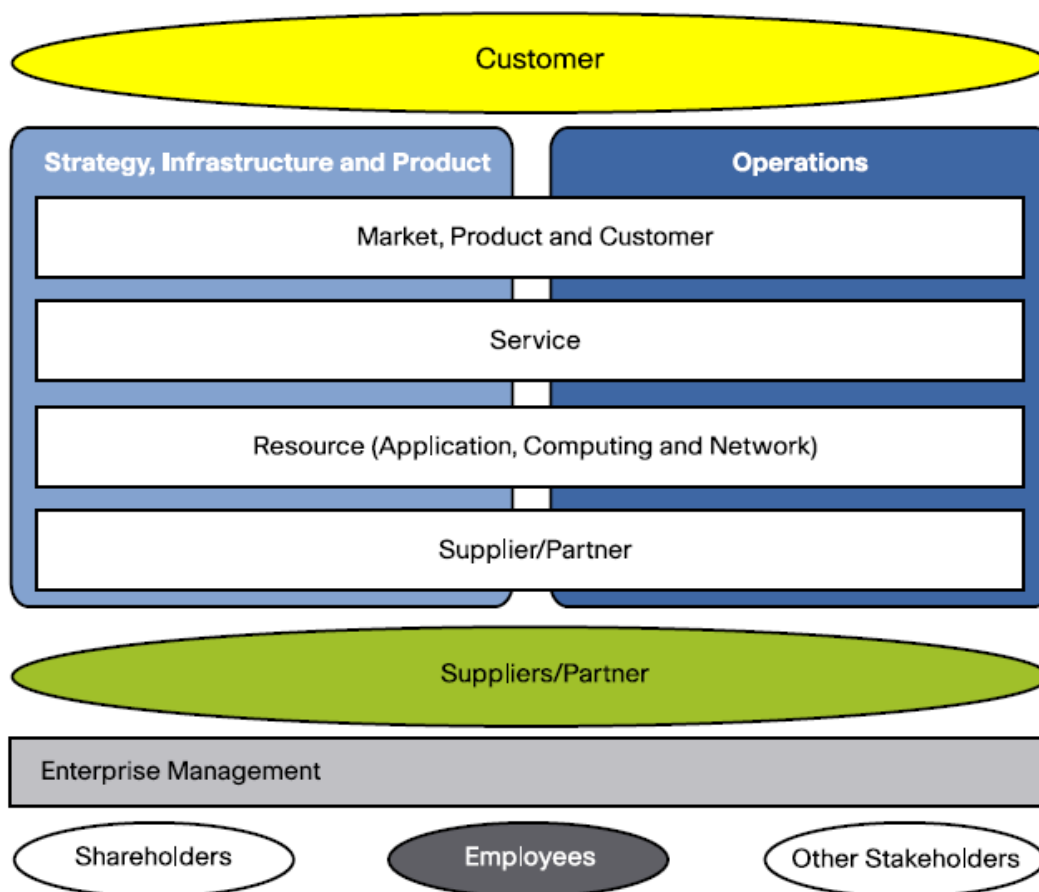 Customer
Strategy, Infrastructure and Product
Operations
Market, Product and Customer
Service
Resource (Application, Computing and Network)
Supplier/Partner
Suppliers/Partner
Enterprise Management
Shareholders
Employees
Other Stakeholders